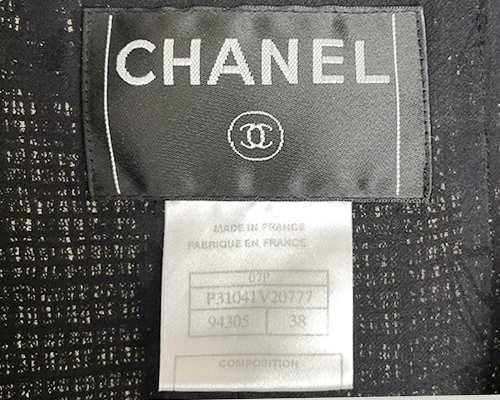 CHANEL
MADE IN FRANCE
FABRIQUE EN FRANCE
07P
P31041V20777
94305 38
COMPOSITION